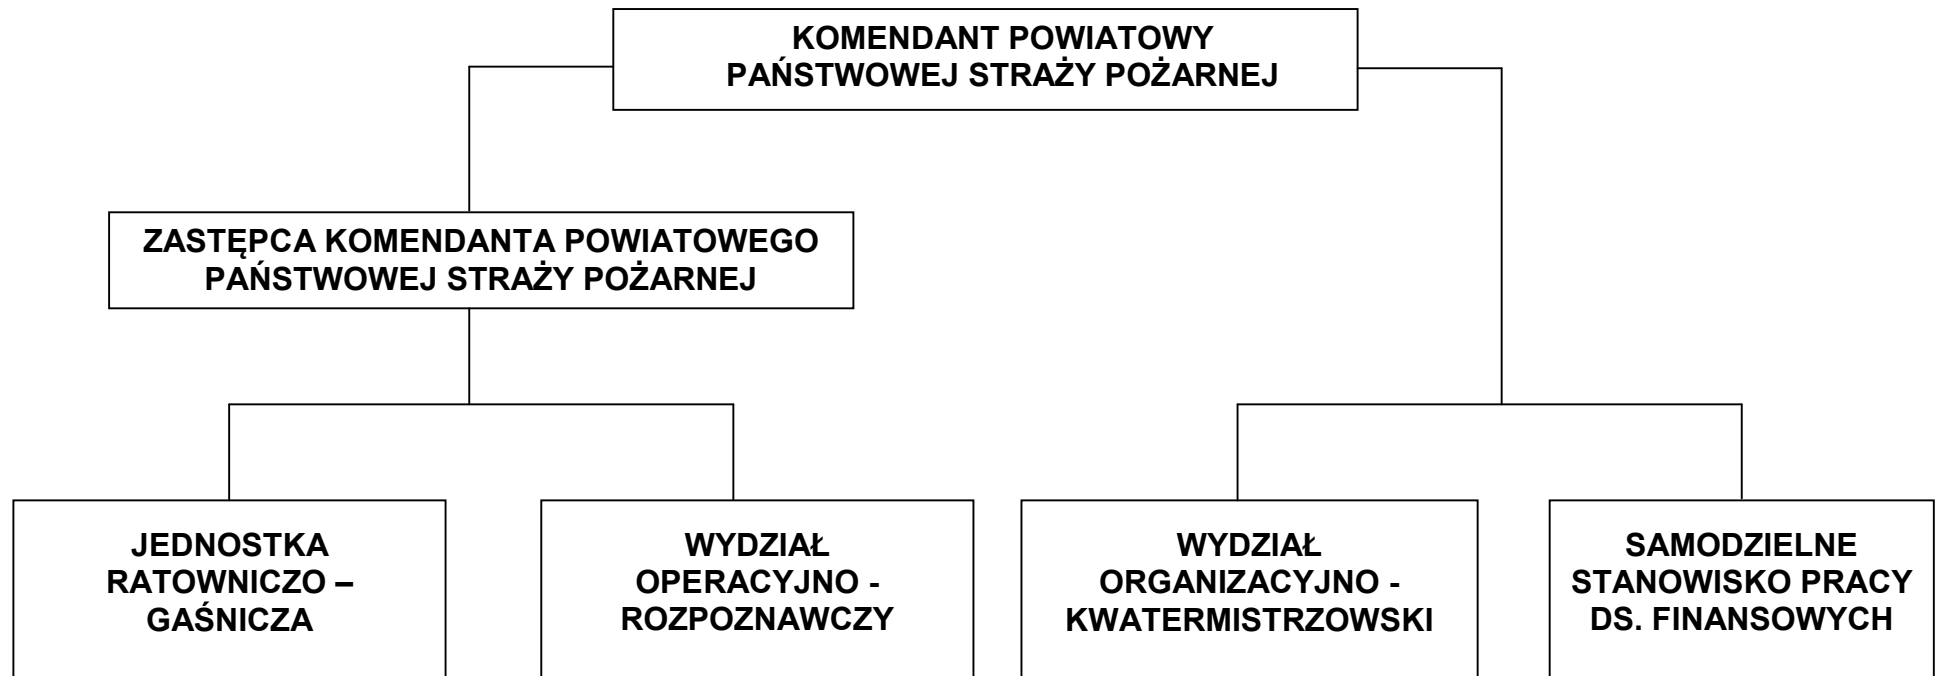 KOMENDANT POWIATOWY
PAŃSTWOWEJ STRAŻY POŻARNEJ
ZASTĘPCA KOMENDANTA POWIATOWEGO
PAŃSTWOWEJ STRAŻY POŻARNEJ
JEDNOSTKA
RATOWNICZO –
GAŚNICZA
WYDZIAŁ
OPERACYJNO -
ROZPOZNAWCZY
WYDZIAŁ
ORGANIZACYJNO -
KWATERMISTRZOWSKI
SAMODZIELNE
STANOWISKO PRACY
DS. FINANSOWYCH